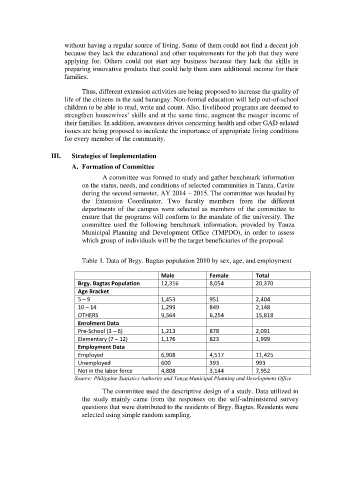 without having a regular source of living. Some of them could not find a decent job
because they lack the educational and other requirements for the job that they were
applying for. Others could not start any business because they lack the skills in
preparing innovative products that could help them earn additional income for their
families.
Thus, different extension activities are being proposed to increase the quality of
life of the citizens in the said barangay. Non-formal education will help out-of-school
children to be able to read, write and count. Also, livelihood programs are deemed to
strengthen housewives' skills and at the same time, augment the meager income of
their families. In addition, awareness drives concerning health and other GAD-related
issues are being proposed to inculcate the importance of appropriate living conditions
for every member of the community.
III. Strategies of Implementation
A. Formation of Committee
A committee was formed to study and gather benchmark information
on the status, needs, and conditions of selected communities in Tanza, Cavite
during the second semester, AY 2014 – 2015. The committee was headed by
the Extension Coordinator. Two faculty members from the different
departments of the campus were selected as members of the committee to
ensure that the programs will conform to the mandate of the university. The
committee used the following benchmark information, provided by Tanza
Municipal Planning and Development Office (TMPDO), in order to assess
which group of individuals will be the target beneficiaries of the proposal.
Table 1. Data of Brgy. Bagtas population 2010 by sex, age, and employment
Male Female Total
Brgy. Bagtas Population 12,316 8,054 20,370
Age Bracket
5 – 9 1,453 951 2,404
10 – 14 1,299 849 2,148
OTHERS 9,564 6,254 15,818
Enrolment Data
Pre-School (3 – 6) 1,213 878 2,091
Elementary (7 – 12) 1,176 823 1,999
Employment Data
Employed 6,908 4,517 11,425
Unemployed 600 393 993
Not in the labor force 4,808 3,144 7,952
Source: Philippine Statistics Authority and Tanza Municipal Planning and Development Office
The committee used the descriptive design of a study. Data utilized in
the study mainly came from the responses on the self-administered survey
questions that were distributed to the residents of Brgy. Bagtas. Residents were
selected using simple random sampling.